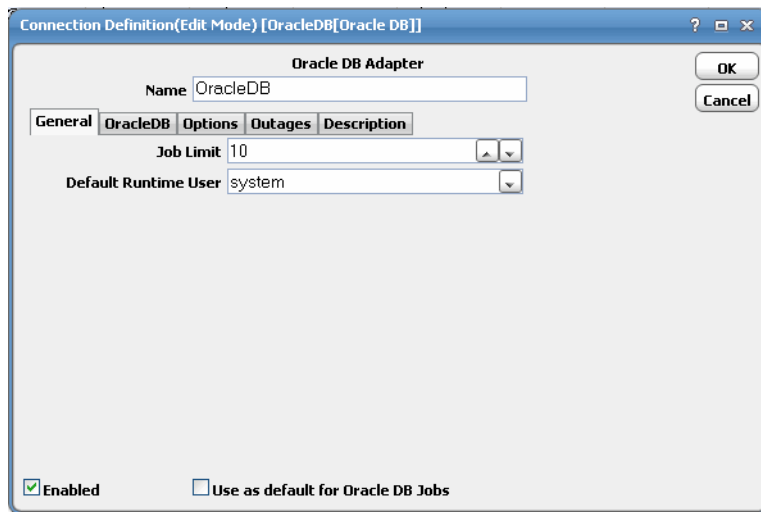 Connection Definition(Edit Mode) [OracleDB[Oracle DB]] ?
Oracle DB Adapter
OK
Name OracleDB
Cancel
General OracleDB Options Outages Description
Job Limit 10
Default Runtime User system
Enabled Use as default for Oracle DB Jobs